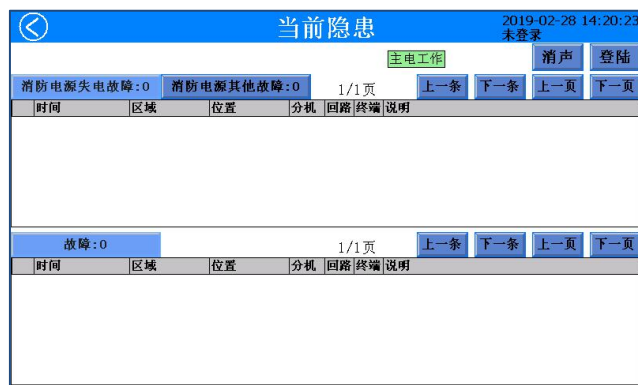 当前隐患 2019-02-28 14:20:23
未登录
主电工作 消声 登陆
消防电源失电故障:0 消防电源其他故障:0 1/1页 上一条 下一条 上一页 下一页
时间 区域 位置 分机 回路 终端 说明
故障:0 1/1页 上一条 下一条 上一页 下一页
时间 区域 位置 分机 回路 终端 说明